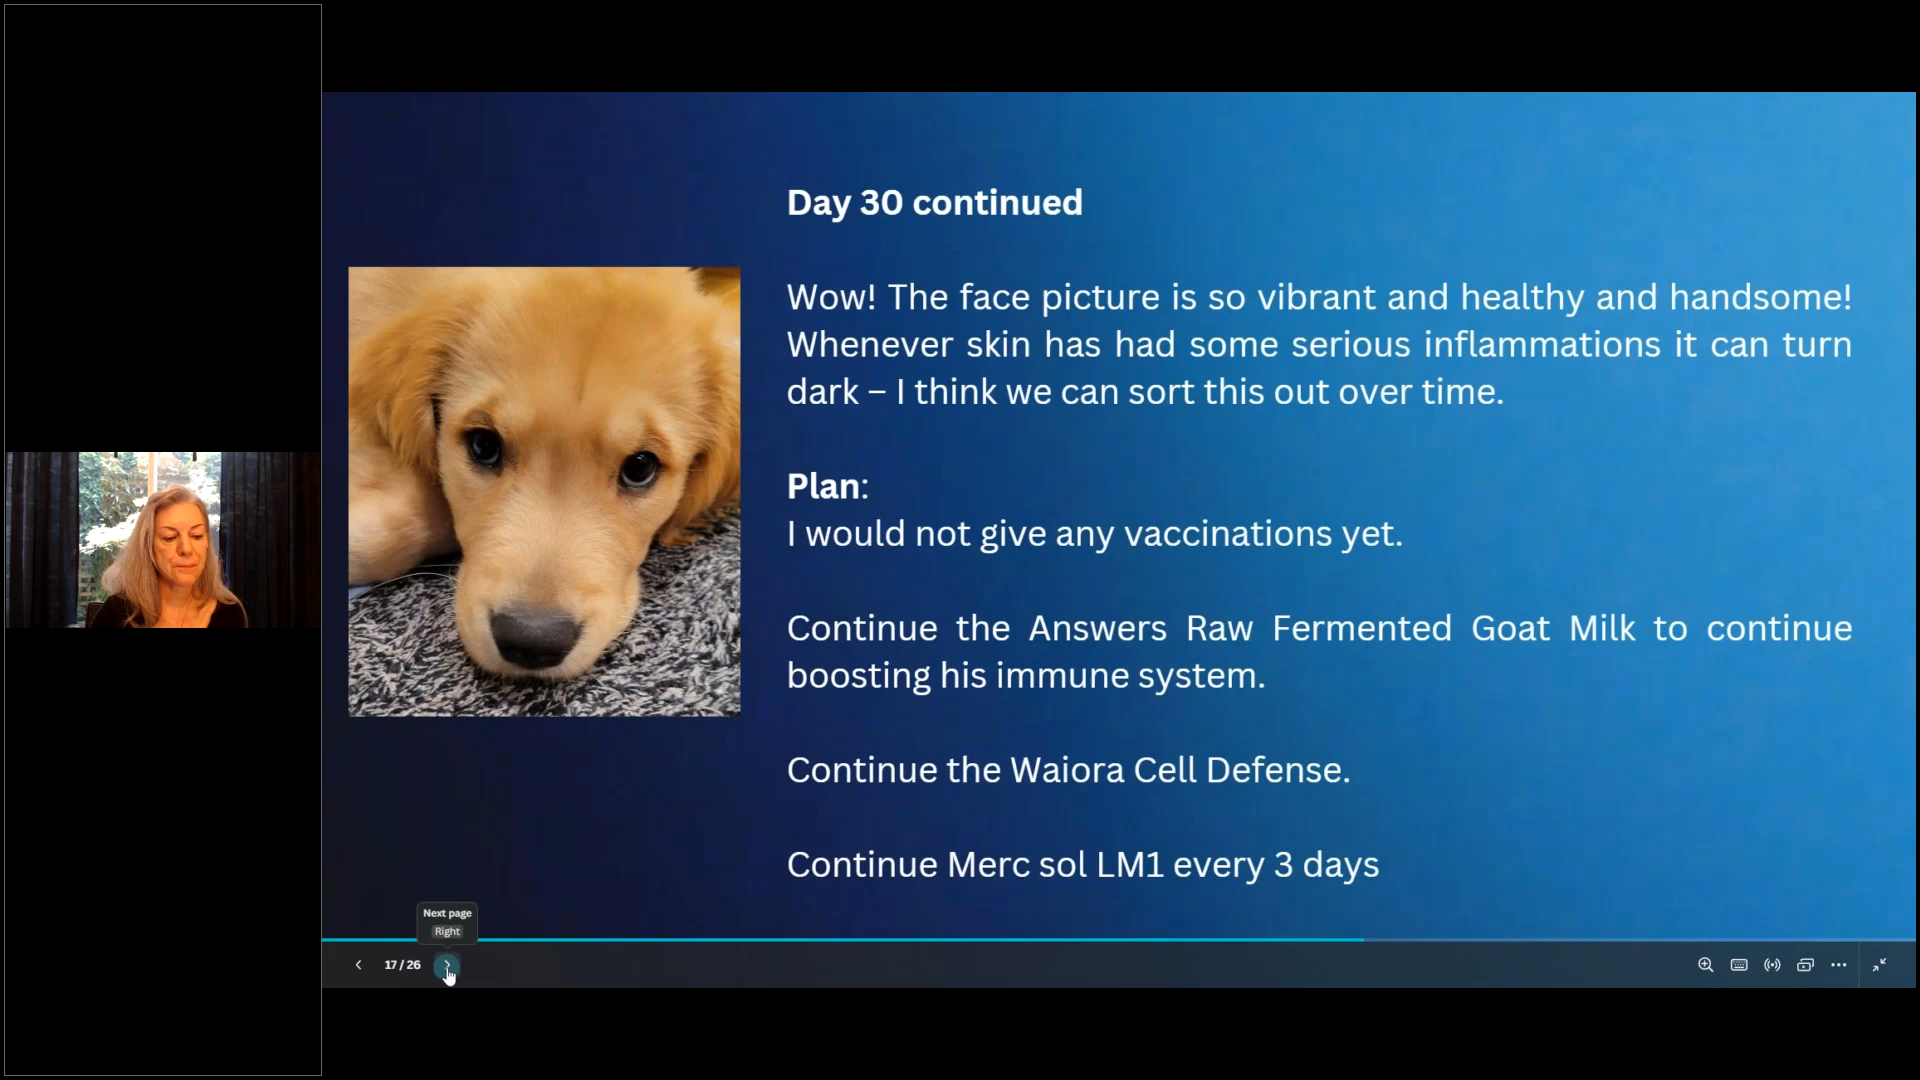 Day 30 continued
Wow! The face picture is so vibrant and healthy and handsome!
Whenever skin has had some serious inflammations it can turn
dark – I think we can sort this out over time.
Plan:
I would not give any vaccinations yet.
Continue the Answers Raw Fermented Goat Milk to continue
boosting his immune system.
Continue the Waiora Cell Defense.
Continue Merc sol LM1 every 3 days
Next page
Right
17 / 26